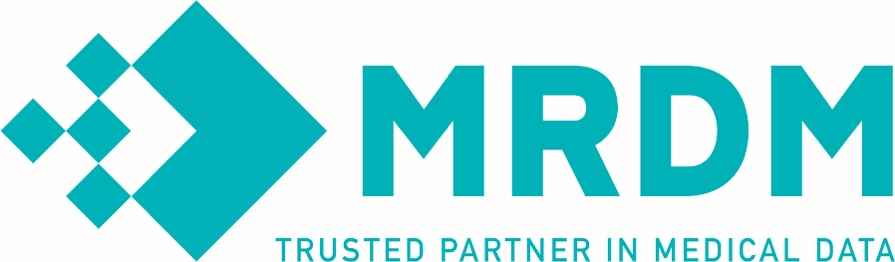 MRDM
TRUSTED PARTNER IN MEDICAL DATA